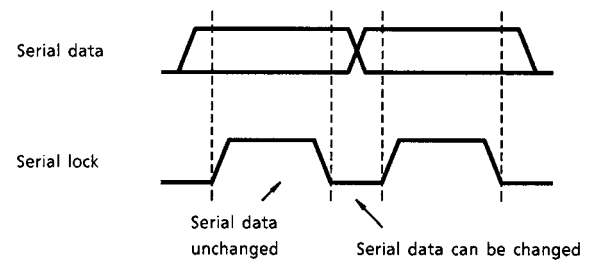 Serial data
Serial lock
Serial data
unchanged
Serial data can be changed